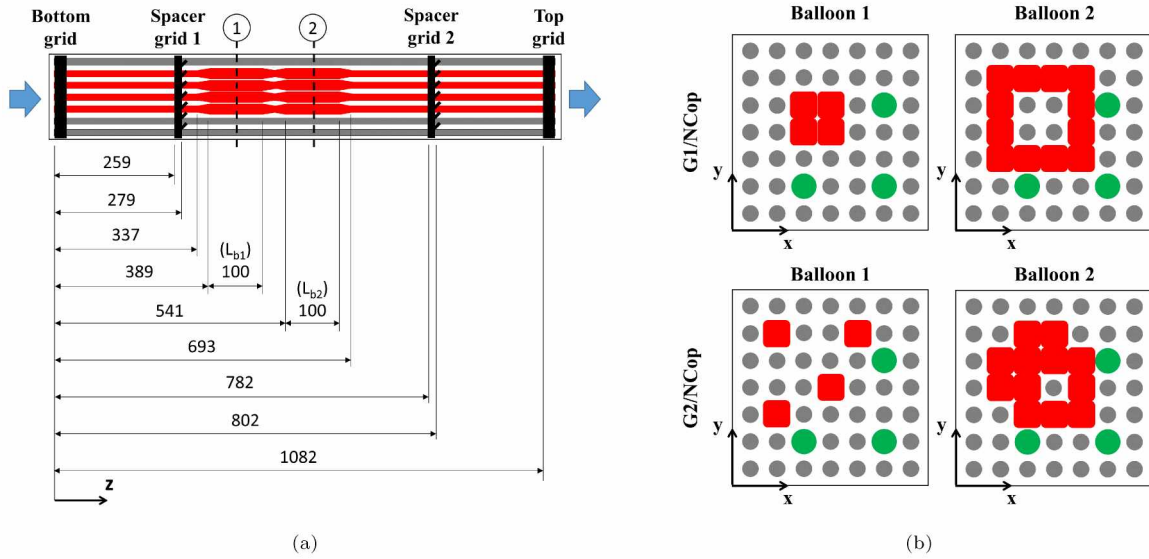 Bottom grid
Spacer grid 1
1
2
Spacer grid 2
Top grid
259
279
337
(Lb1)
389
100
(Lb2)
541
100
693
782
802
1082
z
(a)
Balloon 1
Balloon 2
G1/NCop
y
x
y
x
Balloon 1
Balloon 2
G2/NCop
y
x
y
x
(b)